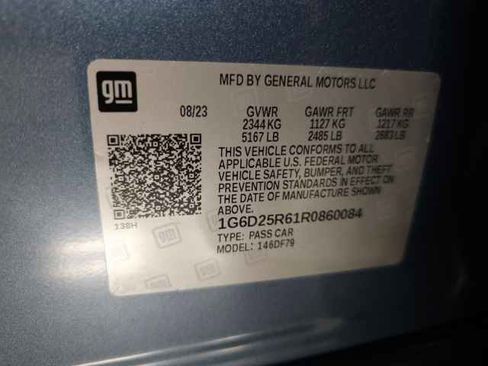 gm
MFD BY GENERAL MOTORS LLC
08/23 GVWR GAWR FRT GAWR RR
2344 KG 1127 KG 1217 KG
5167 LB 2485 LB 2683 LB
THIS VEHICLE CONFORMS TO ALL
APPLICABLE U.S. FEDERAL MOTOR
VEHICLE SAFETY, BUMPER, AND THEFT
PREVENTION STANDARDS IN EFFECT ON
THE DATE OF MANUFACTURE SHOWN
ABOVE.
138H
1G6D25R61R0860084
TYPE: PASS CAR
MODEL: 146DF79